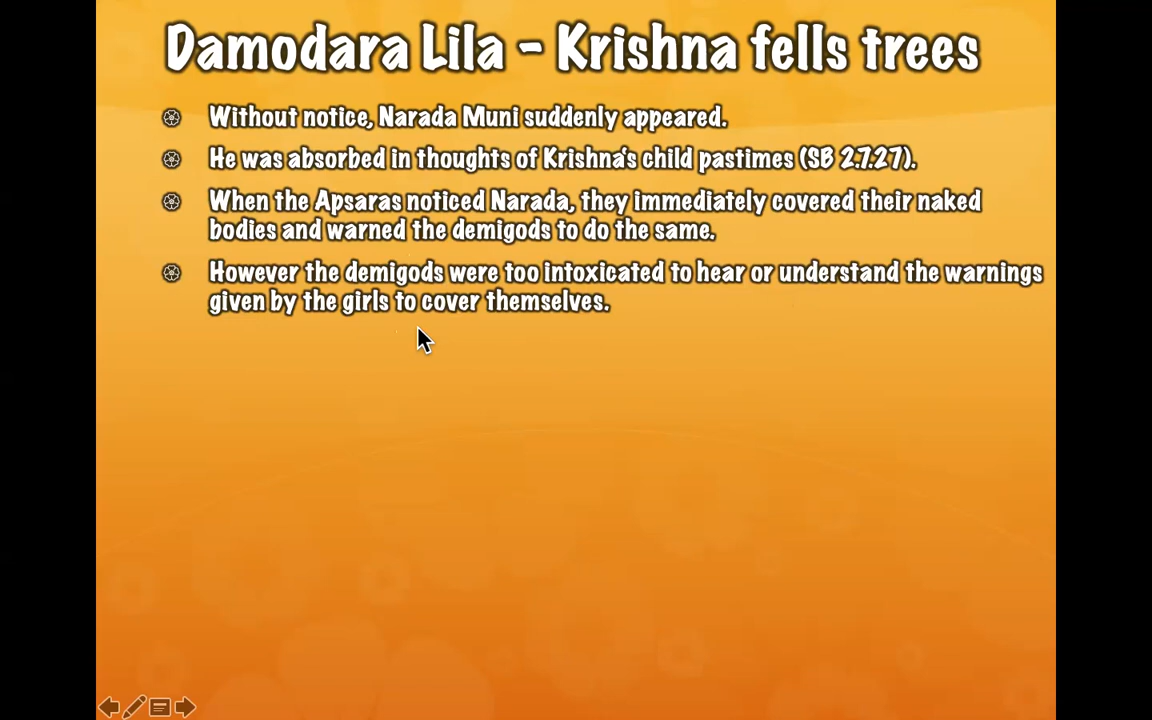 Damodara Lila - Krishna fells trees
Without notice, Narada Muni suddenly appeared.
He was absorbed in thoughts of Krishna‘s child pastimes (SB 2.7.27).
When the Apsaras noticed Narada, they immediately covered their naked
bodies and warned the demigods to do the same.
However the demigods were too intoxicated to hear or understand the warnings
given by the girls to cover themselves.